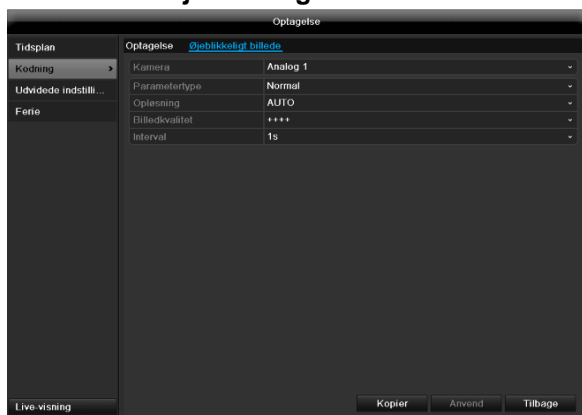 Optagelse
Tidsplan
Kodning
Udvidede indstilli...
Ferie
Live-visning
Optagelse Øjeblikkeligt billede
Kamera Analog 1
Parametertype Normal
Opløsning AUTO
Billedkvalitet ++++
Interval 1s
Kopier Anvend Tilbage